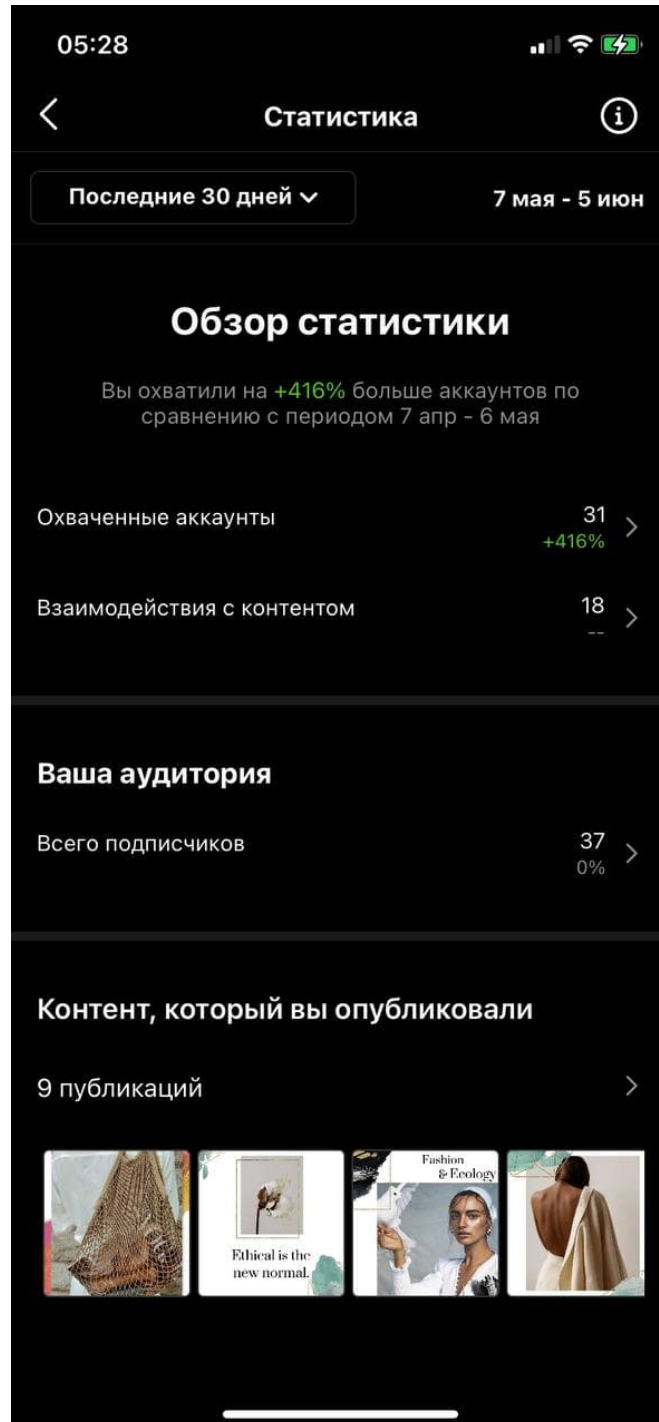 05:28
Статистика
Последние 30 дней
7 мая - 5 июн
Обзор статистики
Вы охватили на +416% больше аккаунтов по
сравнению с периодом 7 апр - 6 мая
Охваченные аккаунты
31
+416%
Взаимодействия с контентом
18
--
Ваша аудитория
Всего подписчиков
37
0%
Контент, который вы опубликовали
9 публикаций
Ethical is the
new normal.
Fashion
& Ecology